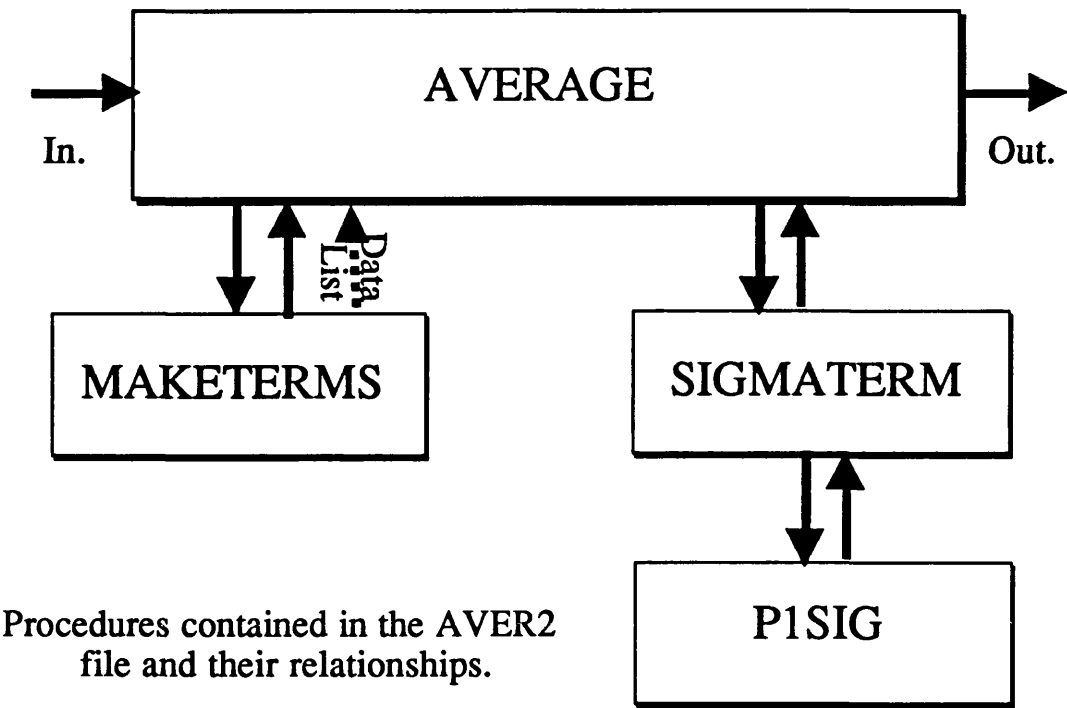 AVERAGE
In.
Out.
Data
List
MAKETERMS
SIGMATERM
P1SIG
Procedures contained in the AVER2
file and their relationships.